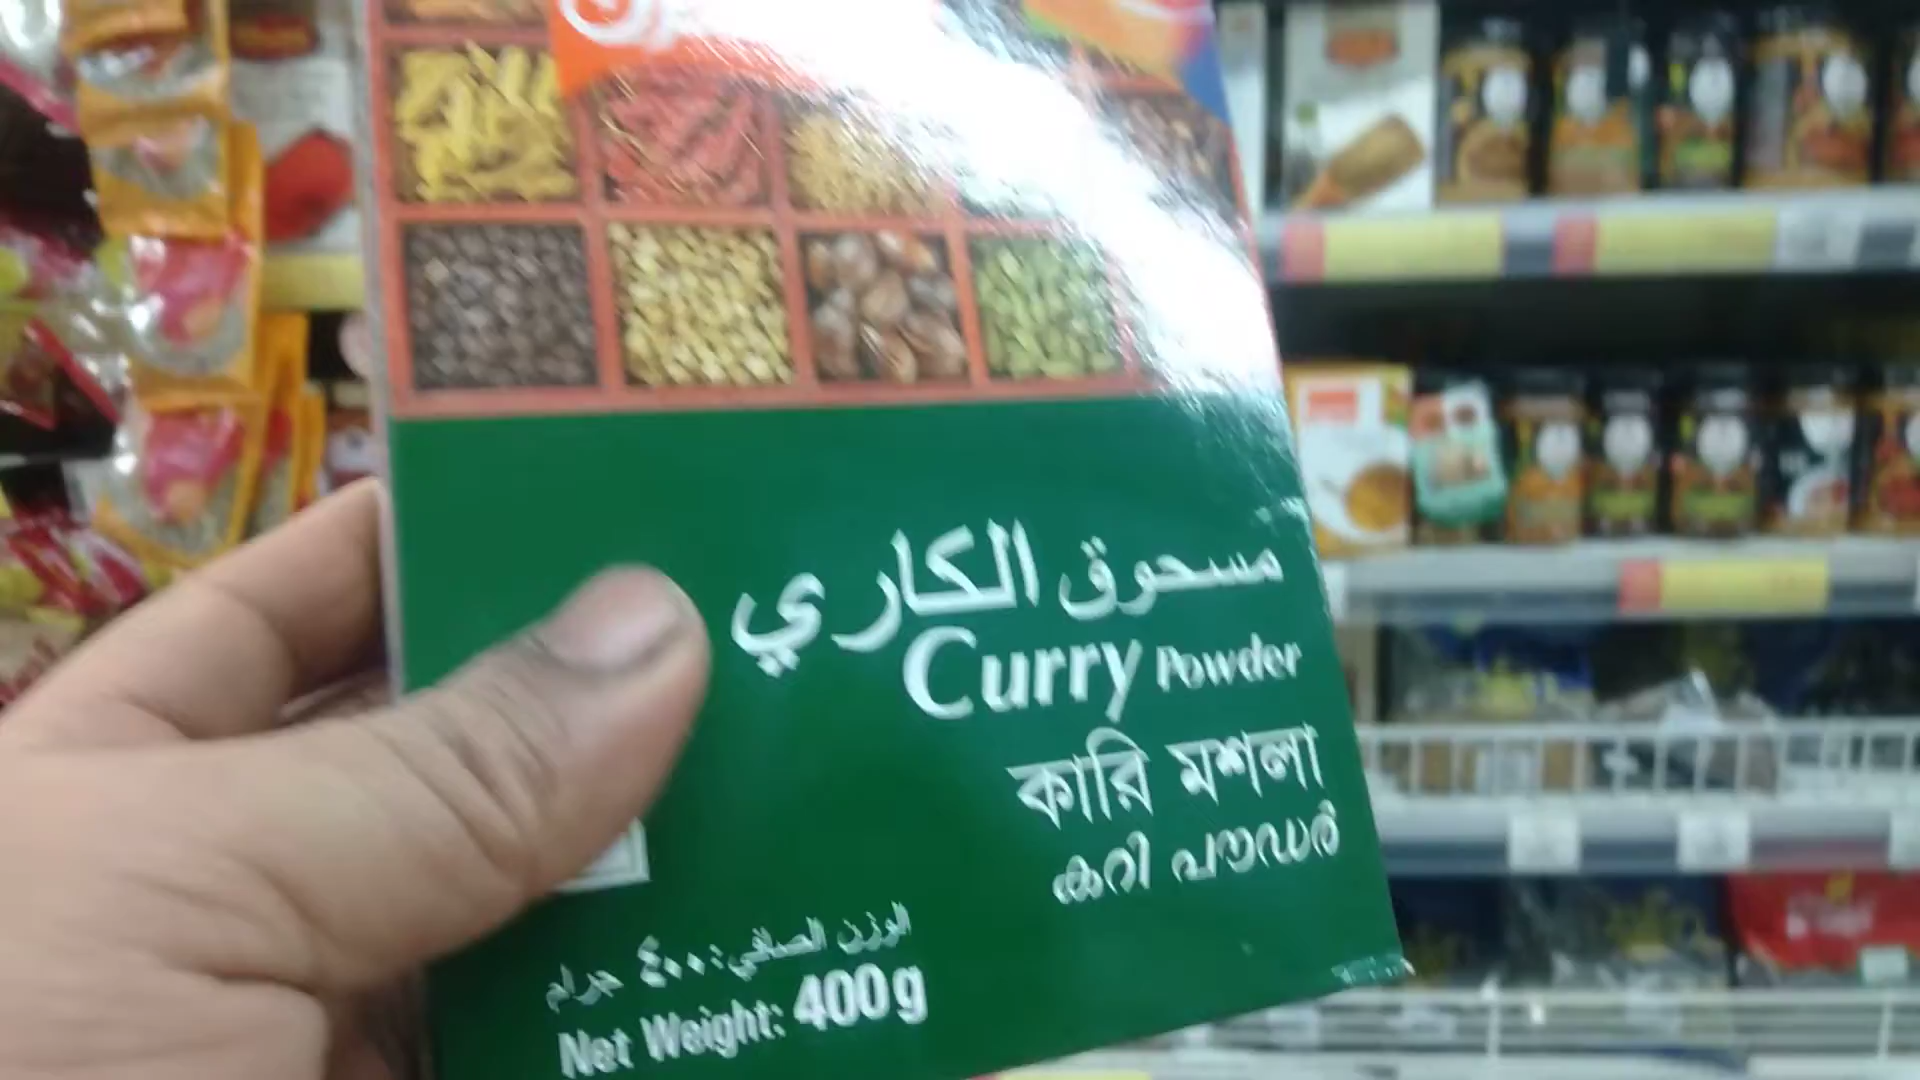 مسحوق الكاري
Curry Powder
কারি মশলা
കറി പൗഡർ
الوزن الصافي: ٤٠٠ جرام
Net Weight: 400g